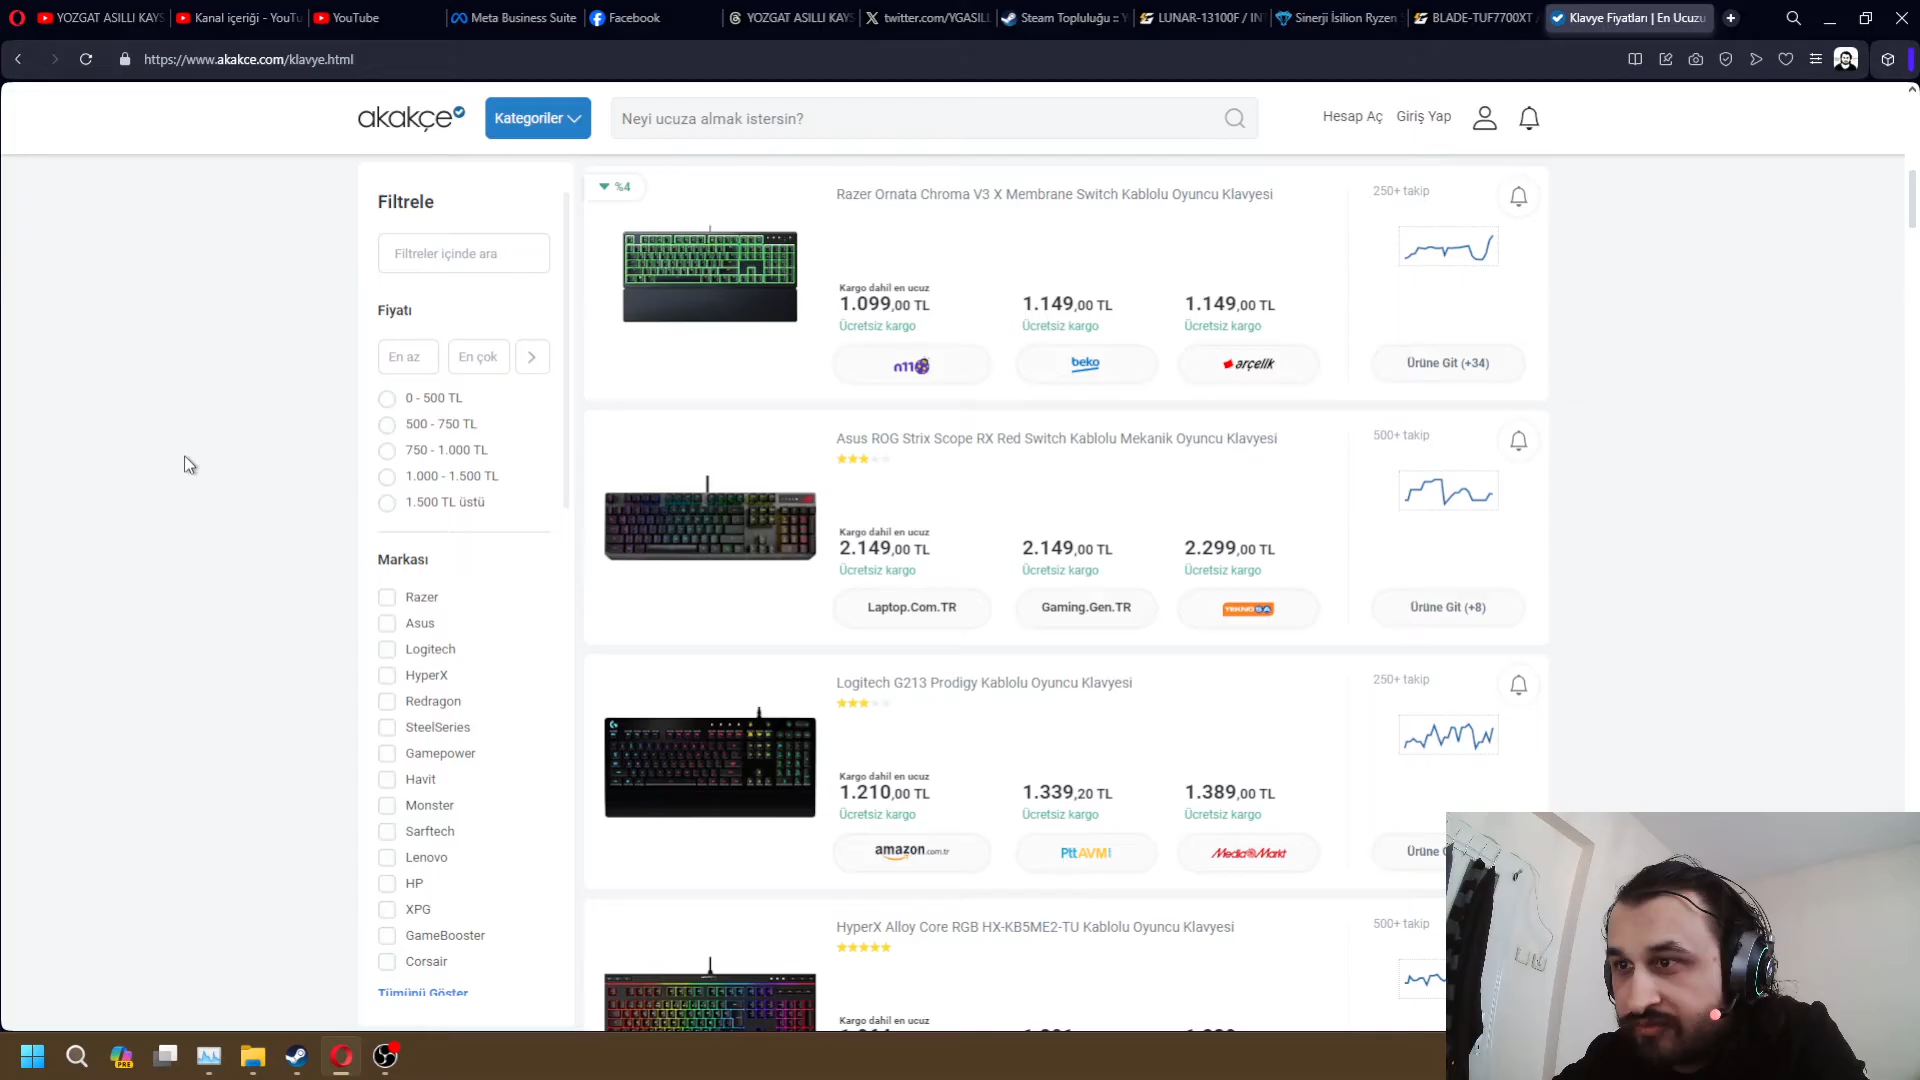 YOZGAT ASILLI KAYS
Kanal içeriği - YouTu
YouTube
Meta Business Suite
Facebook
YOZGAT ASILLI KAYS
twitter.com/YGASILL
Steam Topluluğu :: Y
LUNAR-13100F / IN
Sinerji İsilion Ryzen
BLADE-TUF7700XT /
Klavye Fiyatları | En Ucuzu
https://www.akakce.com/klavye.html
akakçe
Kategoriler
Neyi ucuza almak istersin?
Hesap Aç
Giriş Yap
Filtrele
Filtreler içinde ara
Fiyatı
En az
En çok
0 - 500 TL
500 - 750 TL
750 - 1.000 TL
1.000 - 1.500 TL
1.500 TL üstü
Markası
Razer
Asus
Logitech
HyperX
Redragon
SteelSeries
Gamepower
Havit
Monster
Sarftech
Lenovo
HP
XPG
GameBooster
Corsair
Tümünü Göster
%4
Razer Ornata Chroma V3 X Membrane Switch Kablolu Oyuncu Klavyesi
250+ takip
Kargo dahil en ucuz
1.099,00 TL
1.149,00 TL
1.149,00 TL
Ücretsiz kargo
Ücretsiz kargo
Ücretsiz kargo
n11
beko
arçelik
Ürüne Git (+34)
Asus ROG Strix Scope RX Red Switch Kablolu Mekanik Oyuncu Klavyesi
500+ takip
Kargo dahil en ucuz
2.149,00 TL
2.149,00 TL
2.299,00 TL
Ücretsiz kargo
Ücretsiz kargo
Ücretsiz kargo
Laptop.Com.TR
Gaming.Gen.TR
TEKNOSA
Ürüne Git (+8)
Logitech G213 Prodigy Kablolu Oyuncu Klavyesi
250+ takip
Kargo dahil en ucuz
1.210,00 TL
1.339,20 TL
1.389,00 TL
Ücretsiz kargo
Ücretsiz kargo
Ücretsiz kargo
amazon.com.tr
PttAVM
MediaMarkt
Ürüne
HyperX Alloy Core RGB HX-KB5ME2-TU Kablolu Oyuncu Klavyesi
500+ takip
Kargo dahil en ucuz
PRE